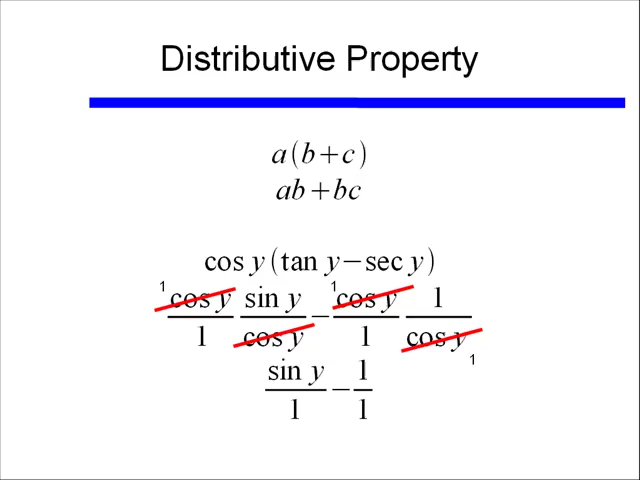 Distributive Property
a(b+c)
ab+bc
cos y(tan y−sec y)
1 cos y/1 sin y/cos y − 1 cos y/1 1/cos y 1
sin y/1 − 1/1